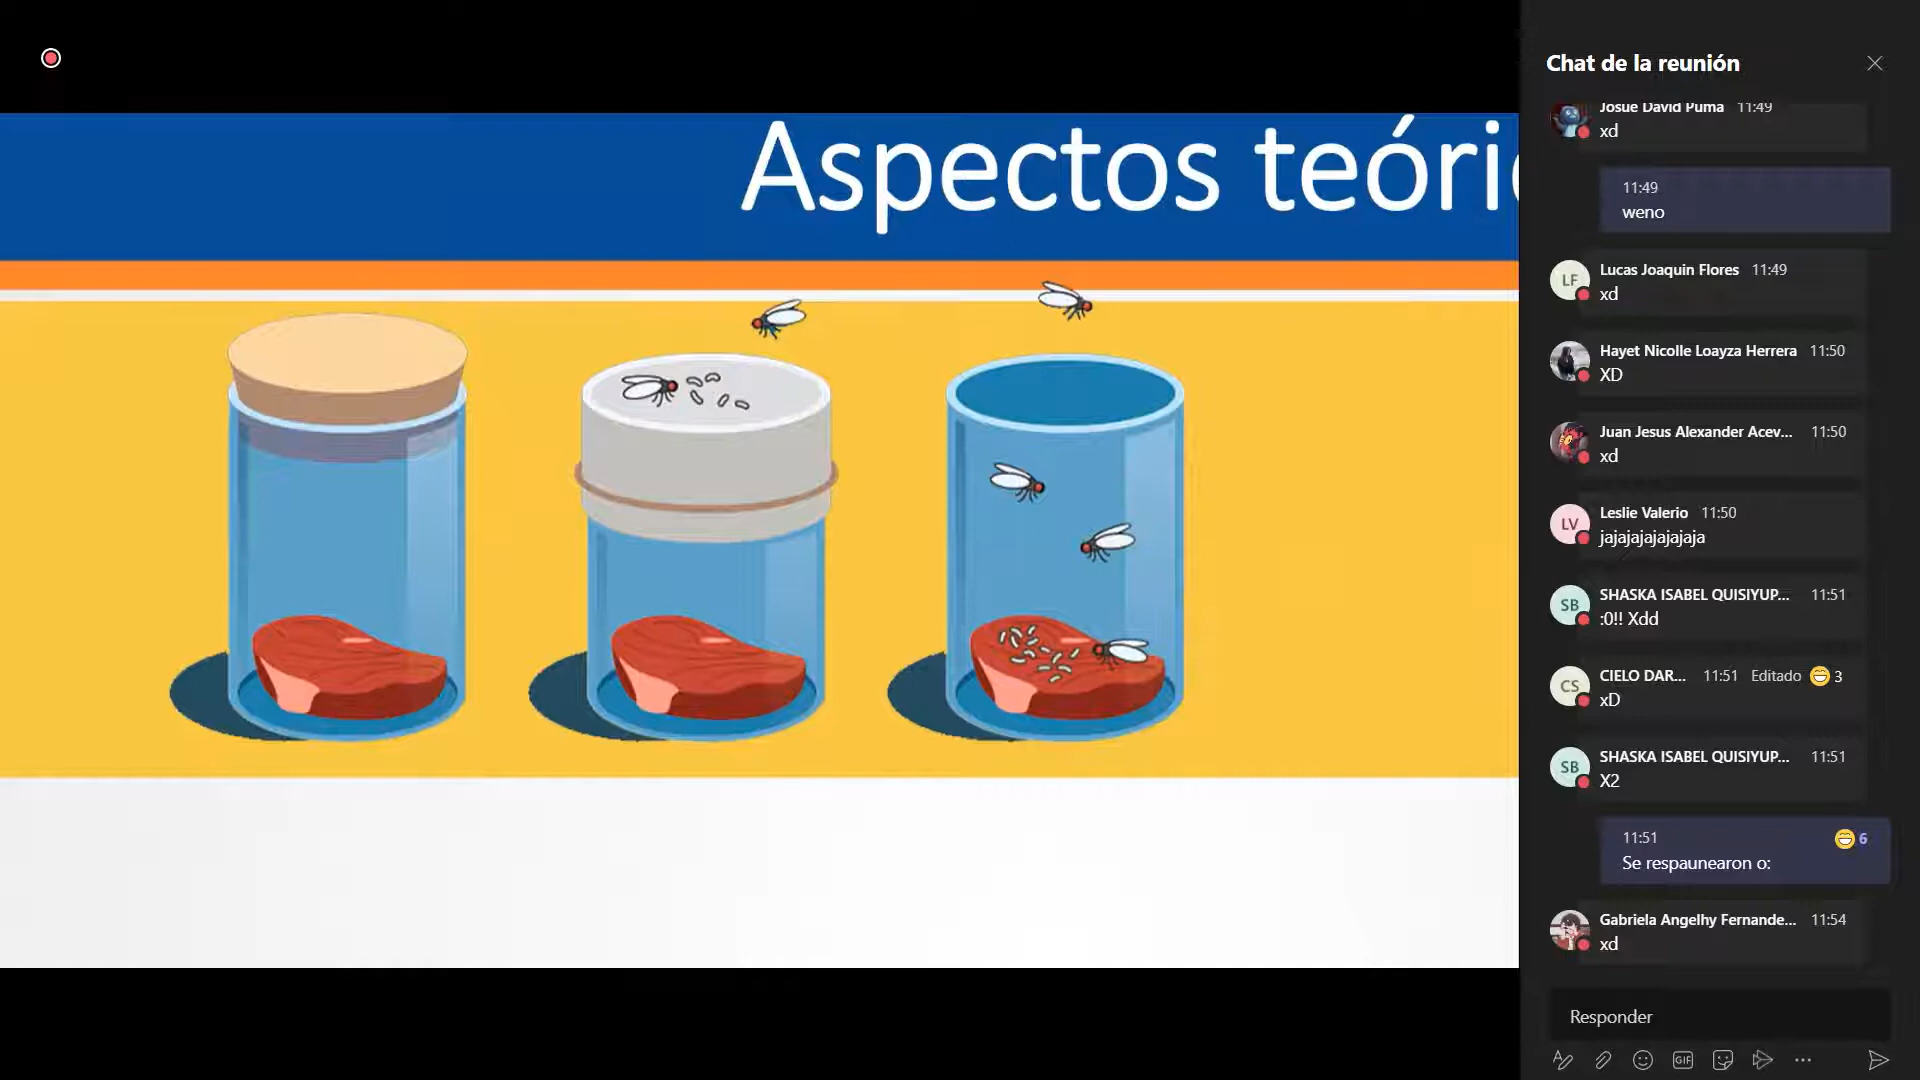 Aspectos teóri
Chat de la reunión
Josue David Puma 11:49
xd
11:49
weno
LF
Lucas Joaquin Flores 11:49
xd
Hayet Nicolle Loayza Herrera 11:50
XD
Juan Jesus Alexander Acev... 11:50
xd
LV
Leslie Valerio 11:50
jajajajajajajaja
SB
SHASKA ISABEL QUISIYUP... 11:51
:0!! Xdd
CS
CIELO DAR... 11:51 Editado 3
xD
SB
SHASKA ISABEL QUISIYUP... 11:51
X2
11:51 6
Se respaunearon o:
Gabriela Angelhy Fernande... 11:54
xd
Responder
GIF